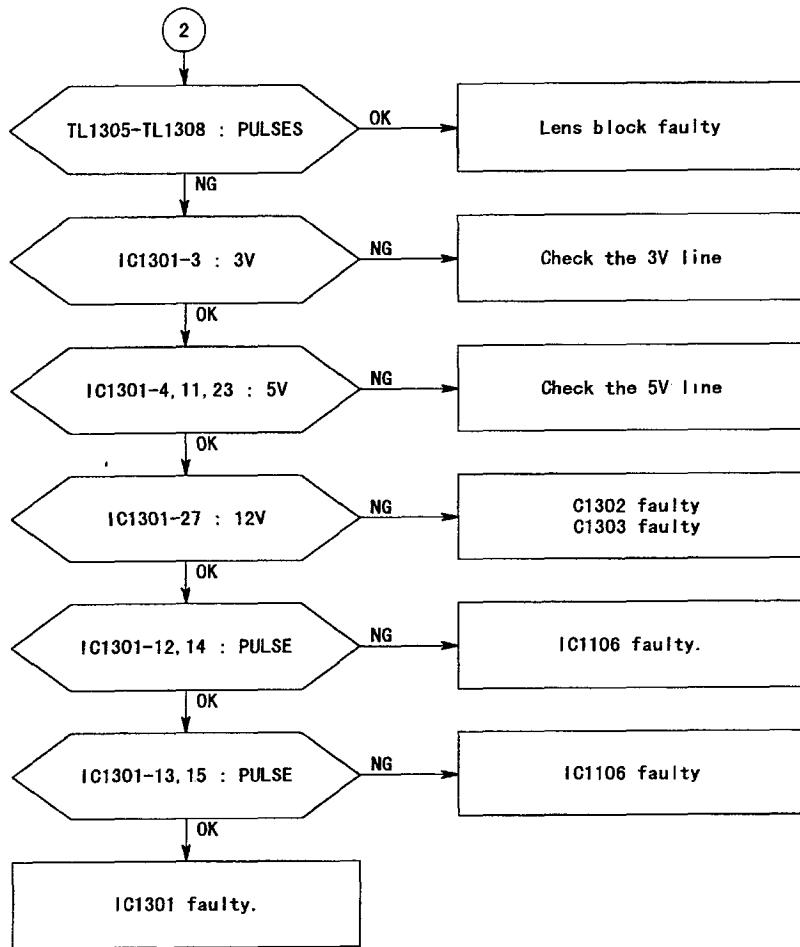 2
TL1305-TL1308 : PULSES
OK
Lens block faulty
NG
IC1301-3 : 3V
NG
Check the 3V line
OK
IC1301-4, 11, 23 : 5V
NG
Check the 5V line
OK
IC1301-27 : 12V
NG
C1302 faulty
C1303 faulty
OK
IC1301-12, 14 : PULSE
NG
IC1106 faulty.
OK
IC1301-13, 15 : PULSE
NG
IC1106 faulty
OK
IC1301 faulty.